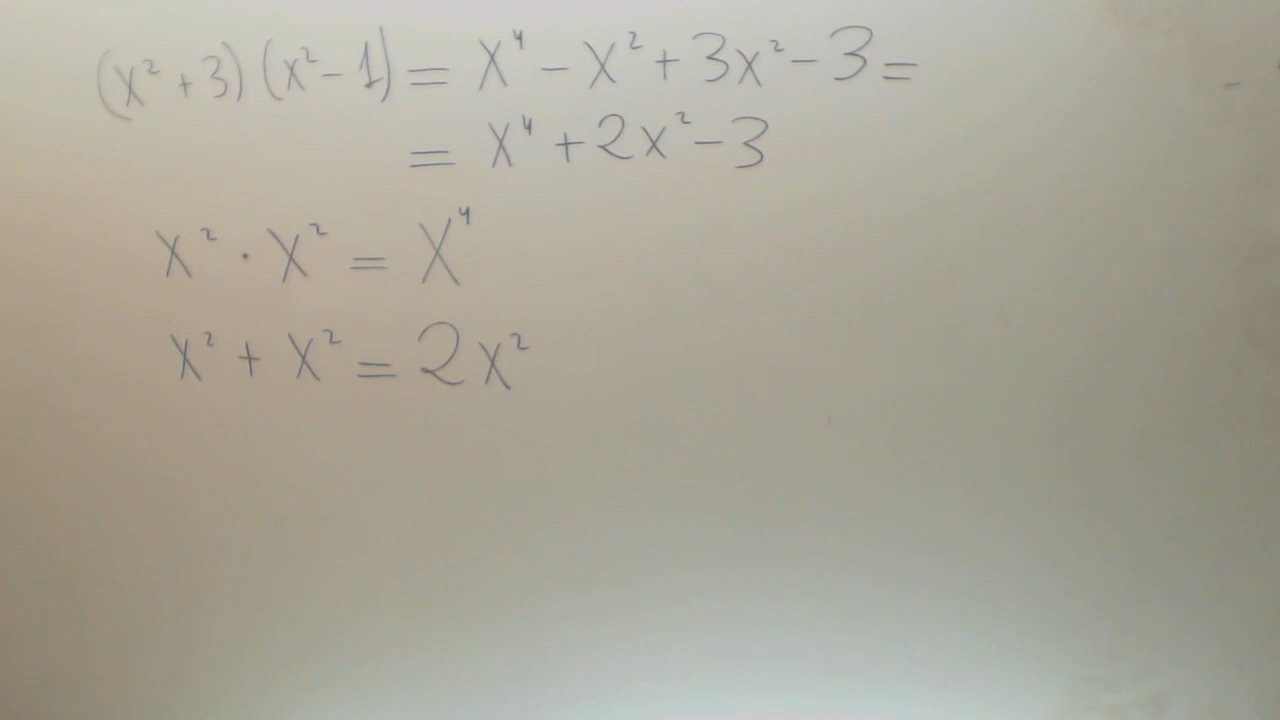 (x² + 3) (x² - 1) = x⁴ - x² + 3x² - 3 =
= x⁴ + 2x² - 3
x² · x² = x⁴
x² + x² = 2x²